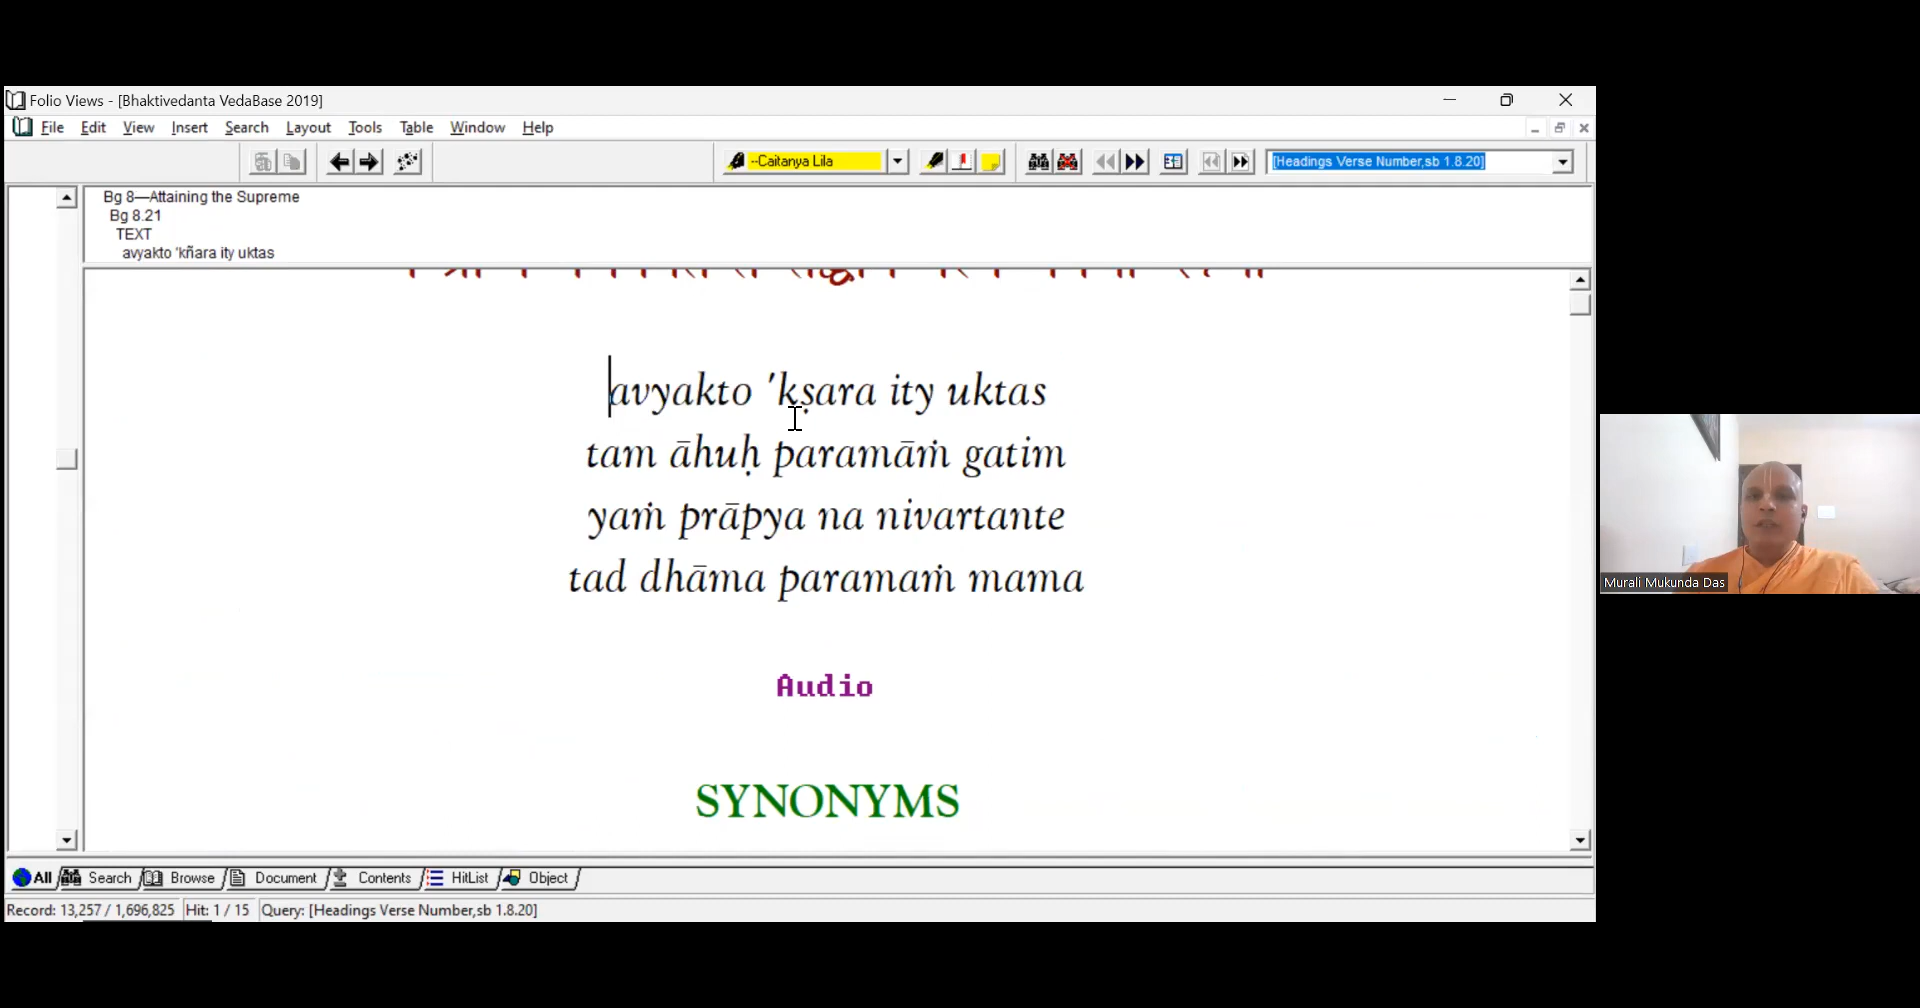 Folio Views - [Bhaktivedanta VedaBase 2019]
File Edit View Insert Search Layout Tools Table Window Help
--Caitanya Lila
[Headings Verse Number,sb 1.8.20]
Bg 8—Attaining the Supreme
Bg 8.21
TEXT
avyakto 'kñara ity uktas
avyakto 'kṣara ity uktas
tam āhuḥ paramāṁ gatim
yaṁ prāpya na nivartante
tad dhāma paramaṁ mama
Audio
SYNONYMS
Murali Mukunda Das
All Search Browse Document Contents HitList Object
Record: 13,257 / 1,696,825 Hit: 1 / 15 Query: [Headings Verse Number,sb 1.8.20]